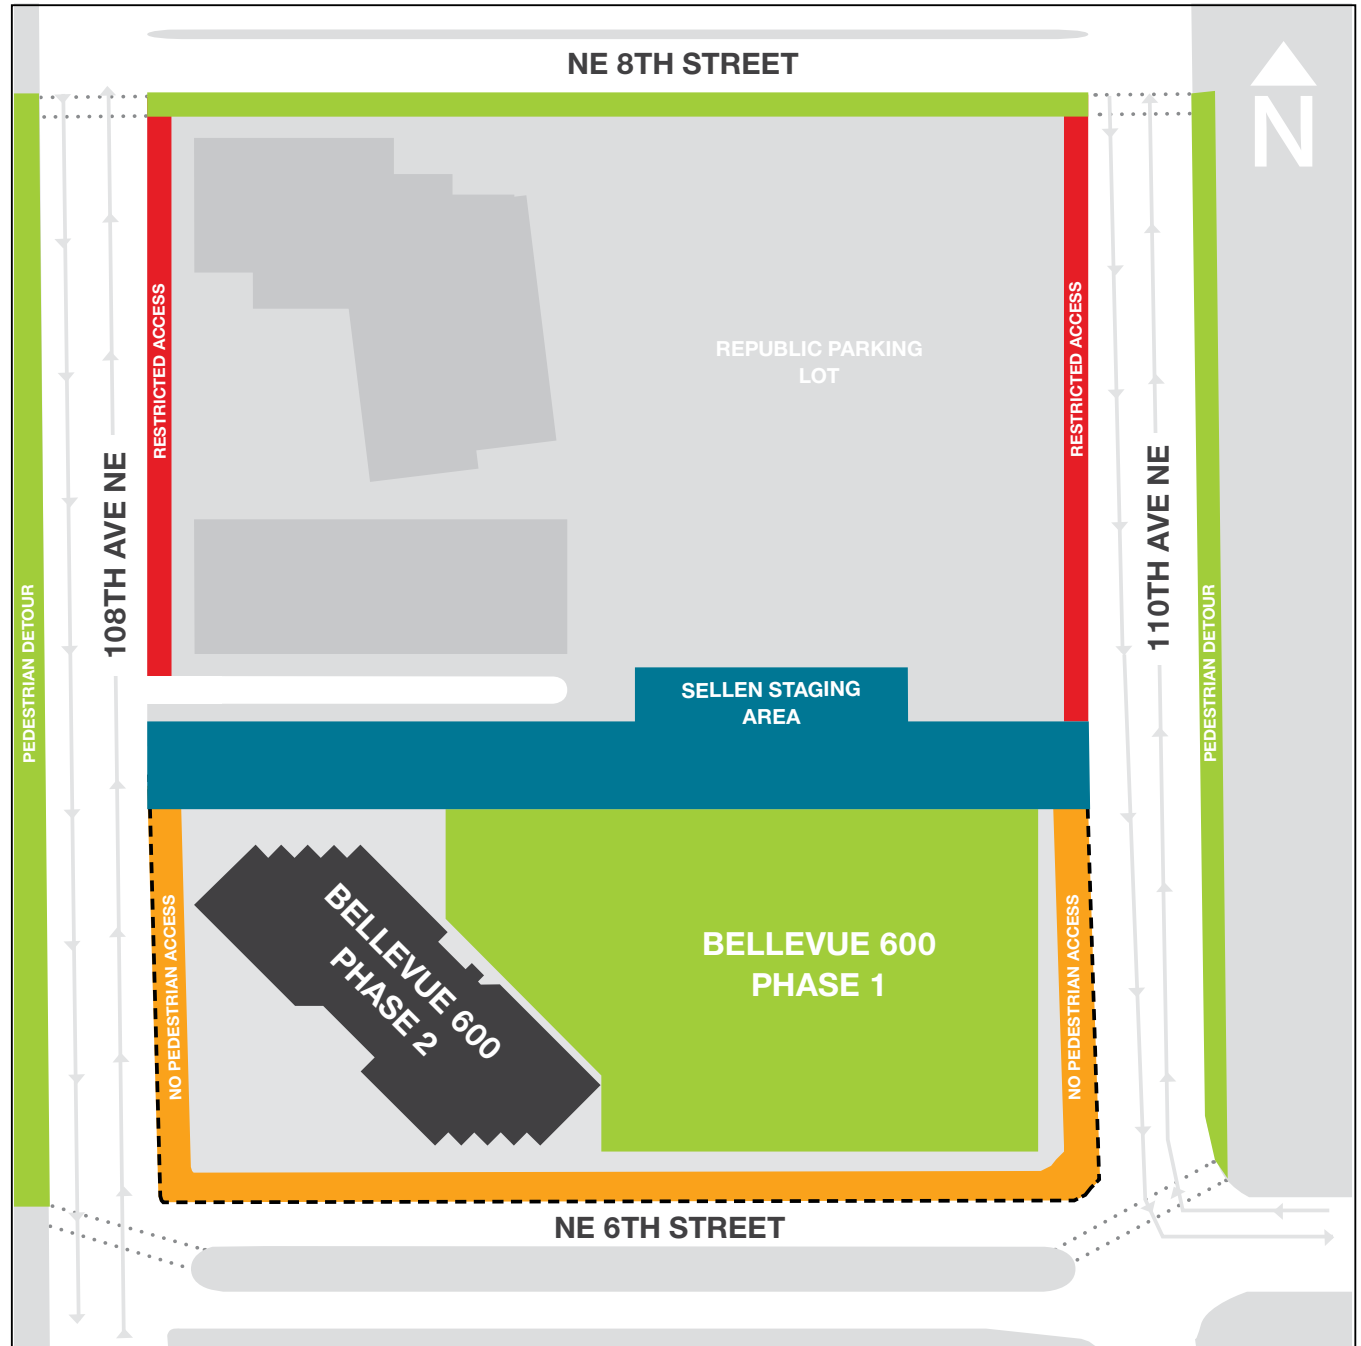 NE 8TH STREET
N
RESTRICTED ACCESS
REPUBLIC PARKING
LOT
RESTRICTED ACCESS
108TH AVE NE
110TH AVE NE
PEDESTRIAN DETOUR
PEDESTRIAN DETOUR
SELLEN STAGING
AREA
NO PEDESTRIAN ACCESS
BELLEVUE 600
PHASE 2
BELLEVUE 600
PHASE 1
NO PEDESTRIAN ACCESS
NE 6TH STREET